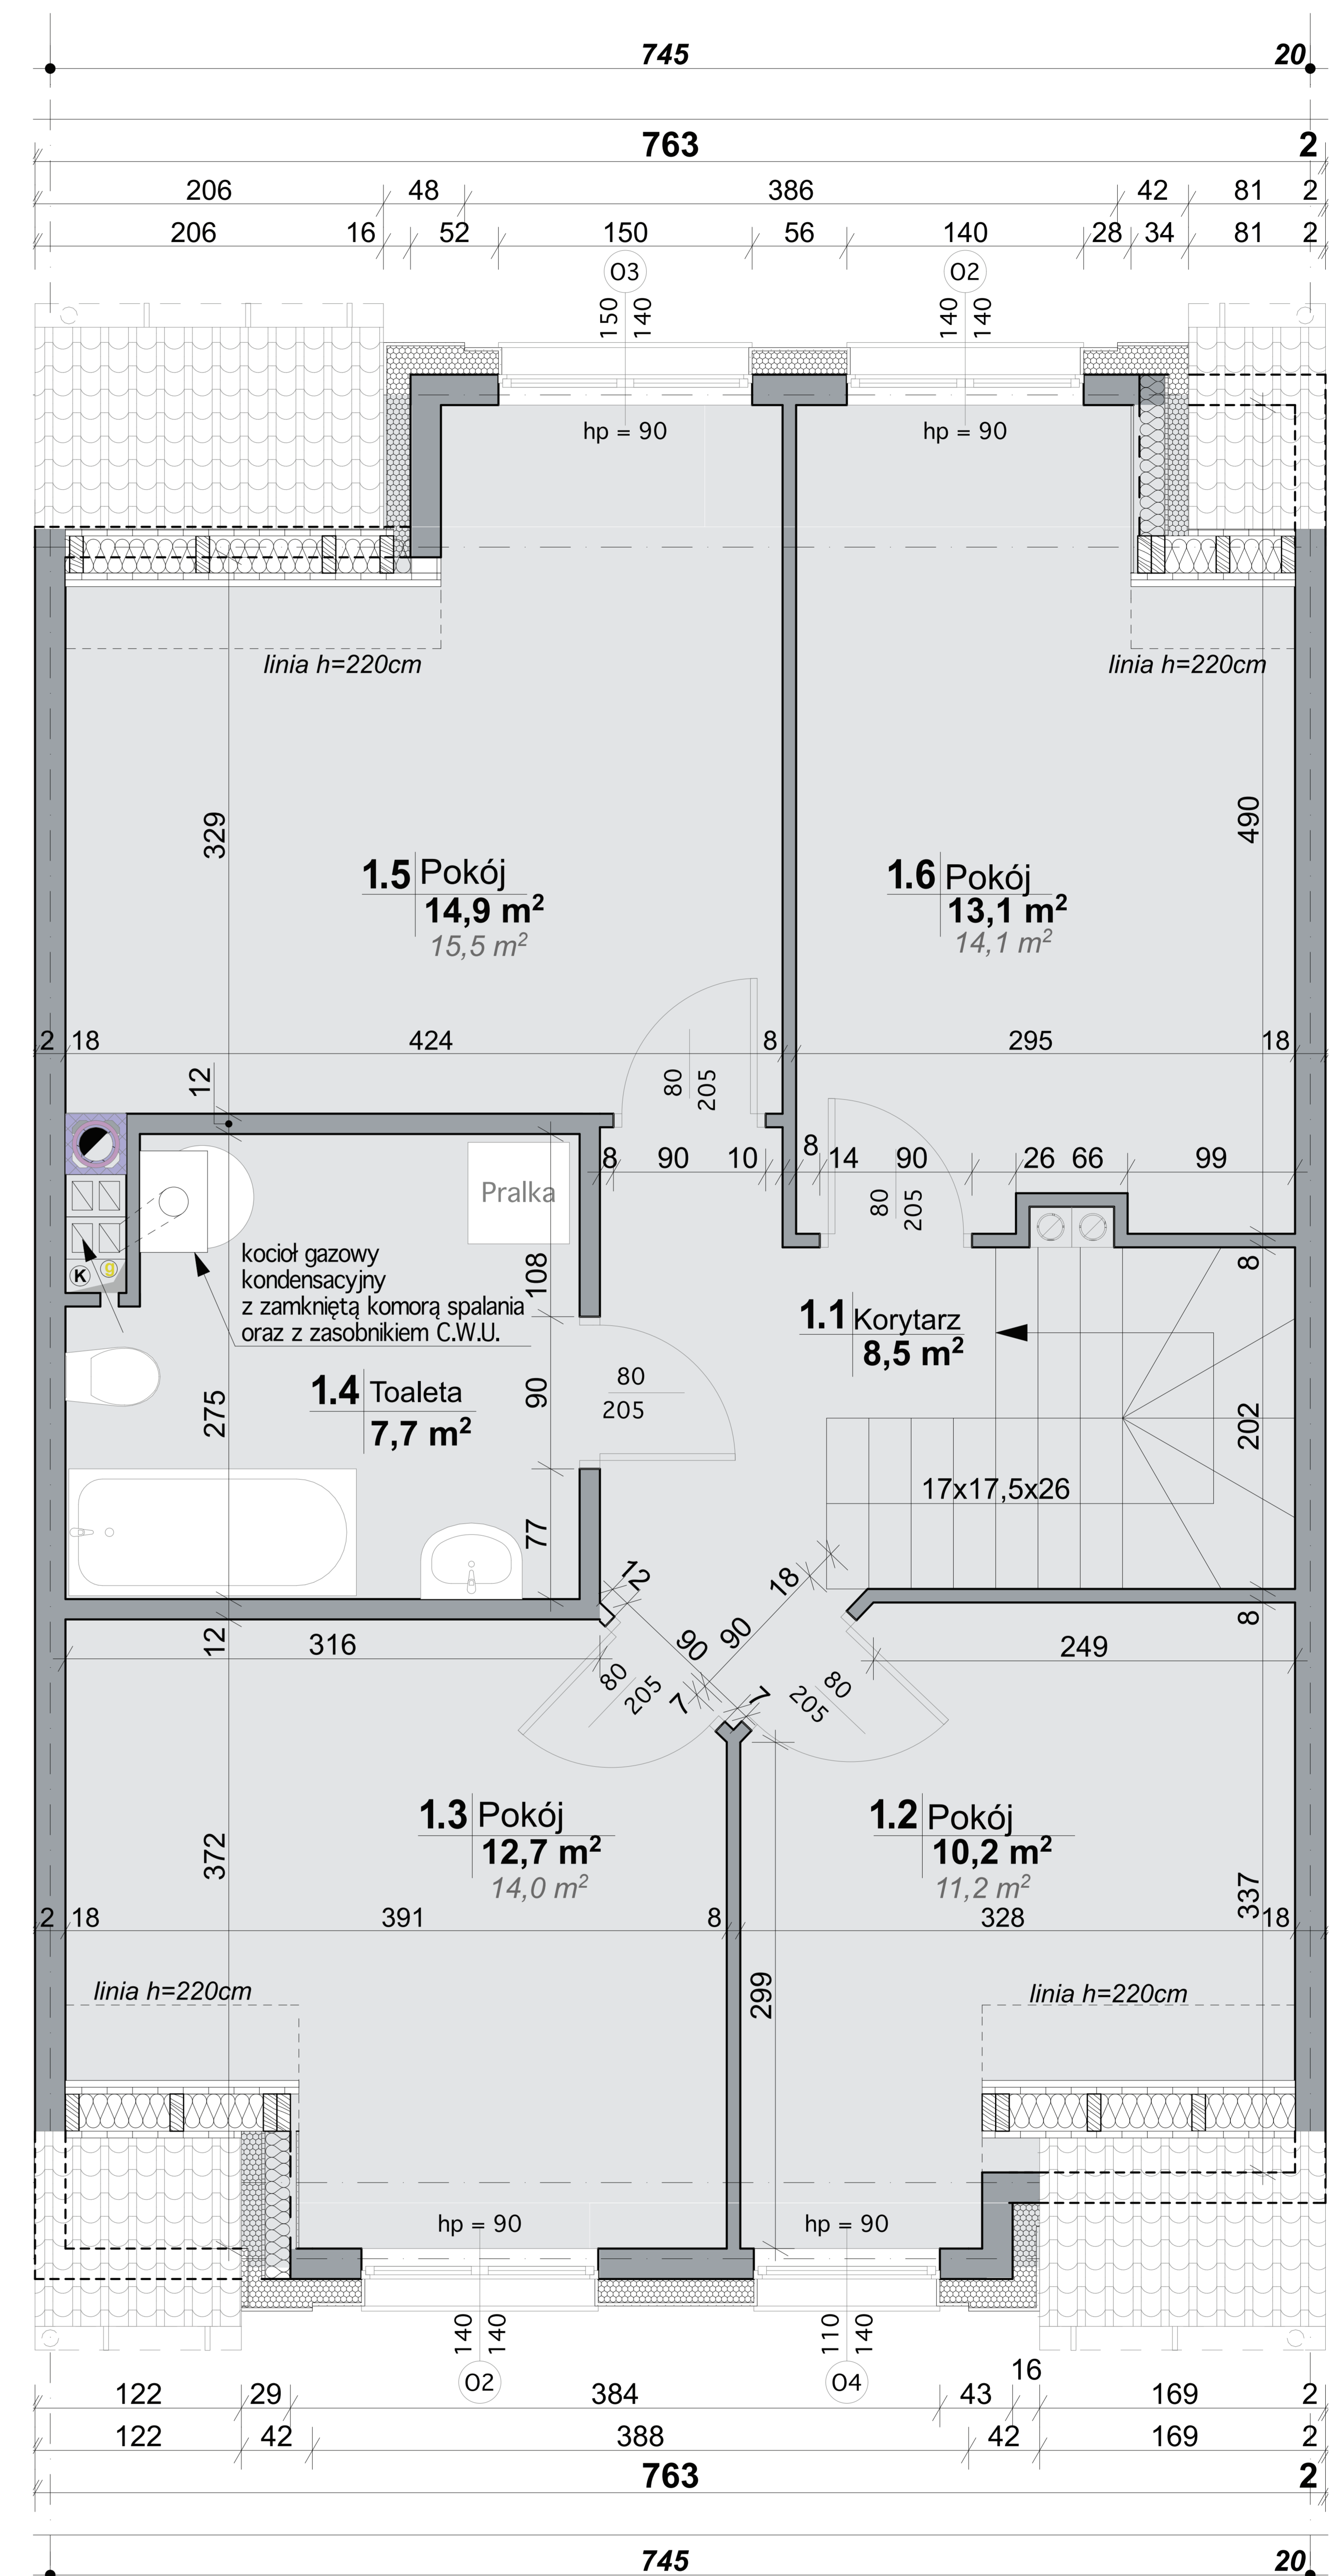 745 20
763 2
206 48 386 42 81 2
206 16 52 150 56 140 28 34 81 2
O3 O2
150 140 140 140
hp = 90 hp = 90
linia h=220cm linia h=220cm
329 490
1.5 Pokój 1.6 Pokój
14,9 m² 13,1 m²
15,5 m² 14,1 m²
2 18 424 8 295 18
12 80 205
8 90 10 8 14 90 26 66 99
80 205
Pralka
kocioł gazowy
kondensacyjny
z zamkniętą komorą spalania
oraz z zasobnikiem C.W.U.
K g
108 8
1.1 Korytarz
8,5 m²
80
205
1.4 Toaleta
7,7 m²
275 90 202
17x17,5x26
77
12 18
12 316 90 90 249 8
80 205 7 7 80 205
1.3 Pokój 1.2 Pokój
12,7 m² 10,2 m²
14,0 m² 11,2 m²
372 337
2 18 391 8 328 18
299
linia h=220cm linia h=220cm
hp = 90 hp = 90
140 140 110 140
O2 O4
16
122 29 384 43 169 2
122 42 388 42 169 2
763 2
745 20